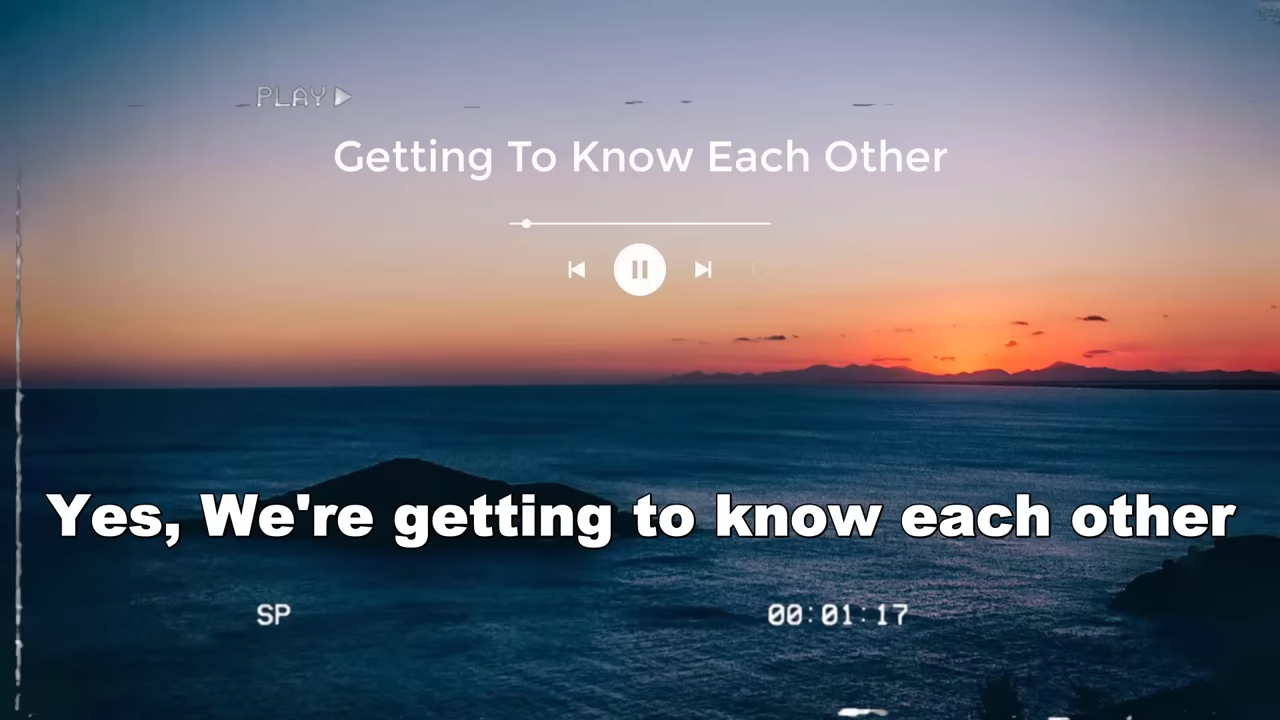 PLAY
Getting To Know Each Other
Yes, We're getting to know each other
SP
00:01:17